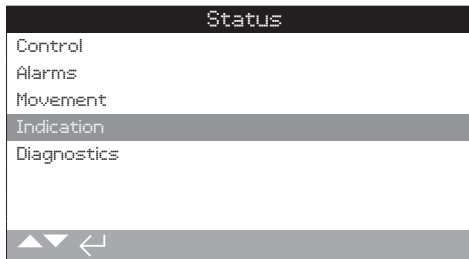 Status
Control
Alarms
Movement
Indication
Diagnostics